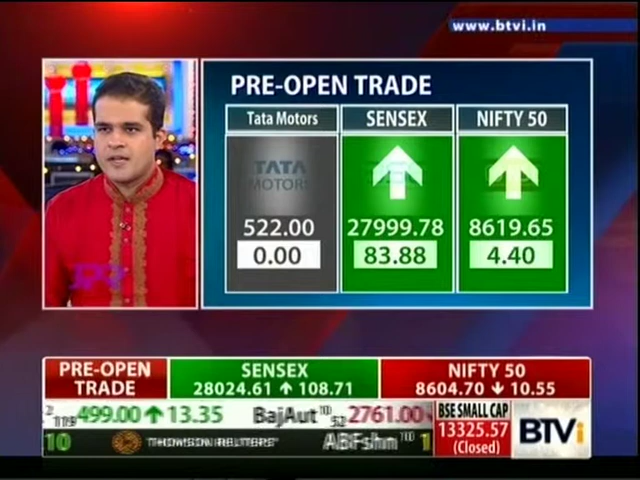 www.btvi.in
PRE-OPEN TRADE
Tata Motors SENSEX NIFTY 50
TATA
MOTORS
522.00 27999.78 8619.65
0.00 83.88 4.40
PRE-OPEN
TRADE
SENSEX
28024.61 108.71
NIFTY 50
8604.70 10.55
499.00 13.35 BajAut 2761.00
THOMSON REUTERS ABFshn
BSE SMALL CAP
13325.57
(Closed)
BTVi